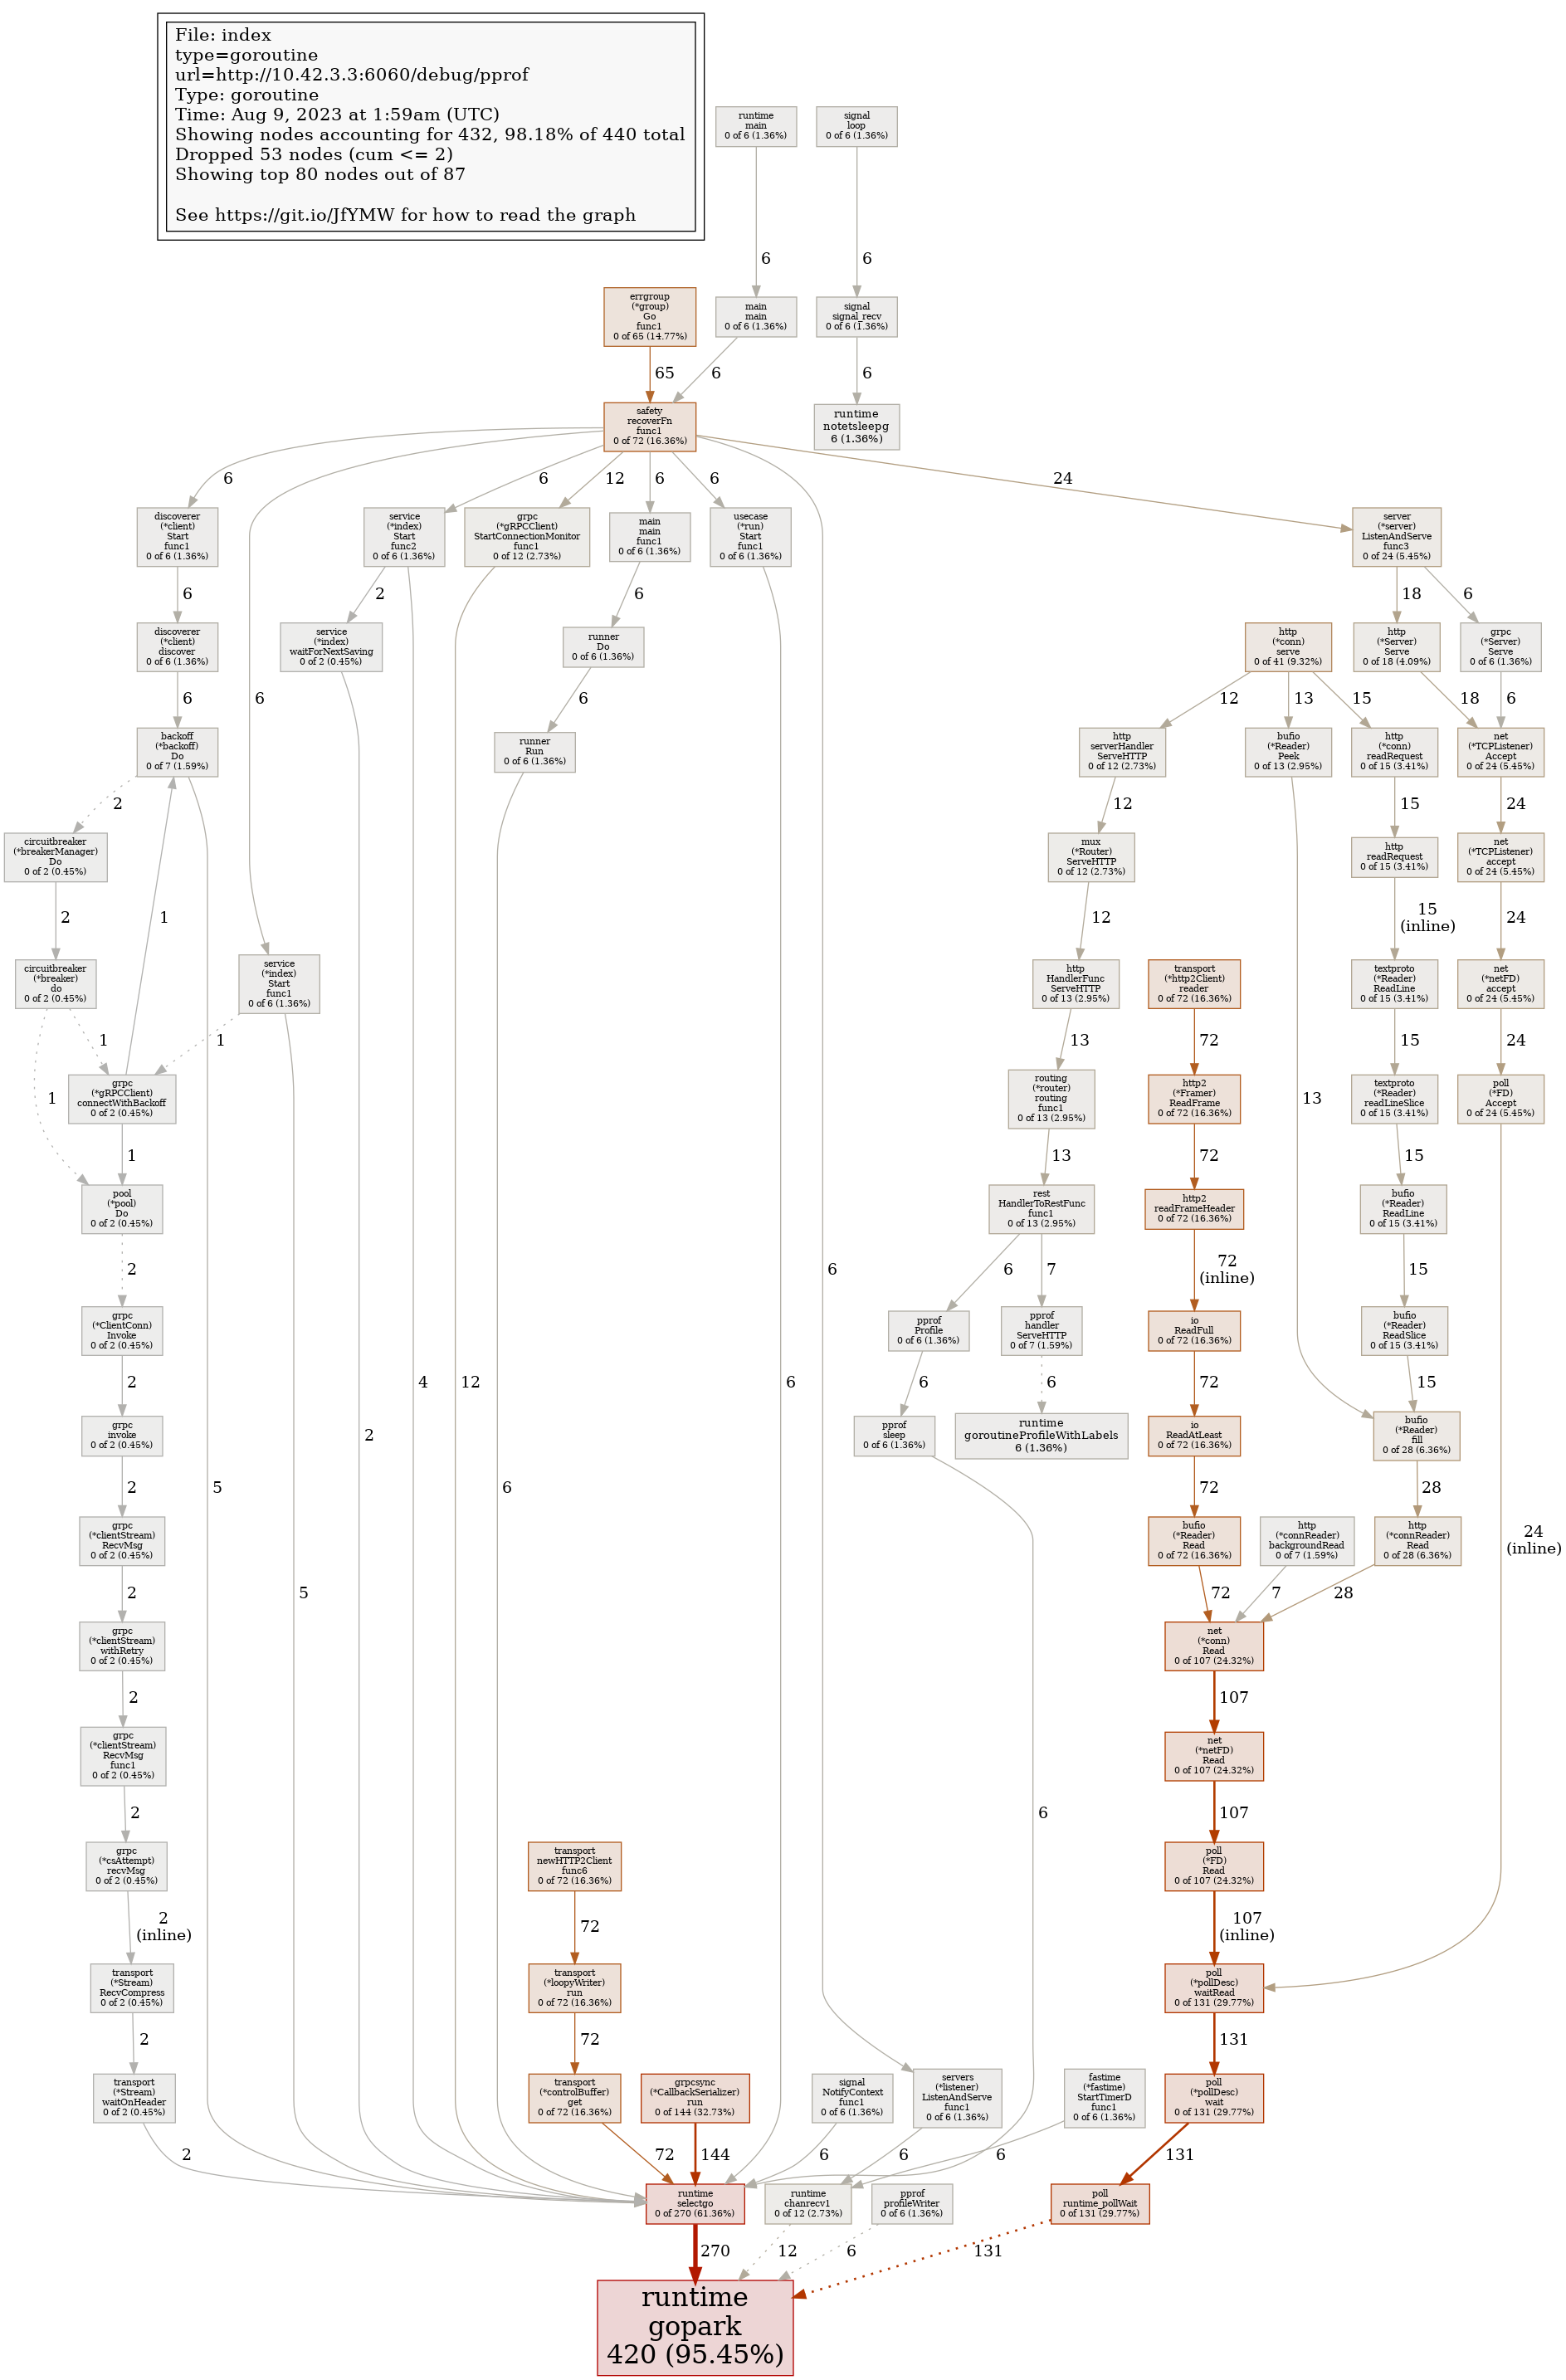 File: index
type=goroutine
url=http://10.42.3.3:6060/debug/pprof
Type: goroutine
Time: Aug 9, 2023 at 1:59am (UTC)
Showing nodes accounting for 432, 98.18% of 440 total
Dropped 53 nodes (cum <= 2)
Showing top 80 nodes out of 87
See https://git.io/JfYMW for how to read the graph
runtime
main
0 of 6 (1.36%)
signal
loop
0 of 6 (1.36%)
6
6
errgroup
(*group)
Go
func1
0 of 65 (14.77%)
main
main
0 of 6 (1.36%)
signal
signal_recv
0 of 6 (1.36%)
65
6
6
safety
recoverFn
func1
0 of 72 (16.36%)
runtime
notetsleepg
6 (1.36%)
6
6
12
6
6
24
discoverer
(*client)
Start
func1
0 of 6 (1.36%)
service
(*index)
Start
func2
0 of 6 (1.36%)
grpc
(*gRPCClient)
StartConnectionMonitor
func1
0 of 12 (2.73%)
main
main
func1
0 of 6 (1.36%)
usecase
(*run)
Start
func1
0 of 6 (1.36%)
server
(*server)
ListenAndServe
func3
0 of 24 (5.45%)
6
2
6
18
6
discoverer
(*client)
discover
0 of 6 (1.36%)
service
(*index)
waitForNextSaving
0 of 2 (0.45%)
runner
Do
0 of 6 (1.36%)
http
(*conn)
serve
0 of 41 (9.32%)
http
(*Server)
Serve
0 of 18 (4.09%)
grpc
(*Server)
Serve
0 of 6 (1.36%)
6
6
6
12
13
15
18
6
backoff
(*backoff)
Do
0 of 7 (1.59%)
runner
Run
0 of 6 (1.36%)
http
serverHandler
ServeHTTP
0 of 12 (2.73%)
bufio
(*Reader)
Peek
0 of 13 (2.95%)
http
(*conn)
readRequest
0 of 15 (3.41%)
net
(*TCPListener)
Accept
0 of 24 (5.45%)
2
12
15
24
circuitbreaker
(*breakerManager)
Do
0 of 2 (0.45%)
mux
(*Router)
ServeHTTP
0 of 12 (2.73%)
http
readRequest
0 of 15 (3.41%)
net
(*TCPListener)
accept
0 of 24 (5.45%)
2
1
12
15
(inline)
24
circuitbreaker
(*breaker)
do
0 of 2 (0.45%)
service
(*index)
Start
func1
0 of 6 (1.36%)
http
HandlerFunc
ServeHTTP
0 of 13 (2.95%)
transport
(*http2Client)
reader
0 of 72 (16.36%)
textproto
(*Reader)
ReadLine
0 of 15 (3.41%)
net
(*netFD)
accept
0 of 24 (5.45%)
1
1
13
72
15
24
1
grpc
(*gRPCClient)
connectWithBackoff
0 of 2 (0.45%)
routing
(*router)
routing
func1
0 of 13 (2.95%)
http2
(*Framer)
ReadFrame
0 of 72 (16.36%)
textproto
(*Reader)
readLineSlice
0 of 15 (3.41%)
poll
(*FD)
Accept
0 of 24 (5.45%)
13
1
13
72
15
pool
(*pool)
Do
0 of 2 (0.45%)
rest
HandlerToRestFunc
func1
0 of 13 (2.95%)
http2
readFrameHeader
0 of 72 (16.36%)
bufio
(*Reader)
ReadLine
0 of 15 (3.41%)
2
6
6
7
72
(inline)
15
grpc
(*ClientConn)
Invoke
0 of 2 (0.45%)
pprof
Profile
0 of 6 (1.36%)
pprof
handler
ServeHTTP
0 of 7 (1.59%)
io
ReadFull
0 of 72 (16.36%)
bufio
(*Reader)
ReadSlice
0 of 15 (3.41%)
2
4
12
6
6
6
72
15
grpc
invoke
0 of 2 (0.45%)
2
pprof
sleep
0 of 6 (1.36%)
runtime
goroutineProfileWithLabels
6 (1.36%)
io
ReadAtLeast
0 of 72 (16.36%)
bufio
(*Reader)
fill
0 of 28 (6.36%)
2
5
6
72
28
grpc
(*clientStream)
RecvMsg
0 of 2 (0.45%)
bufio
(*Reader)
Read
0 of 72 (16.36%)
http
(*connReader)
backgroundRead
0 of 7 (1.59%)
http
(*connReader)
Read
0 of 28 (6.36%)
24
(inline)
2
5
72
7
28
grpc
(*clientStream)
withRetry
0 of 2 (0.45%)
net
(*conn)
Read
0 of 107 (24.32%)
2
107
grpc
(*clientStream)
RecvMsg
func1
0 of 2 (0.45%)
net
(*netFD)
Read
0 of 107 (24.32%)
2
6
107
grpc
(*csAttempt)
recvMsg
0 of 2 (0.45%)
transport
newHTTP2Client
func6
0 of 72 (16.36%)
poll
(*FD)
Read
0 of 107 (24.32%)
2
(inline)
72
107
(inline)
transport
(*Stream)
RecvCompress
0 of 2 (0.45%)
transport
(*loopyWriter)
run
0 of 72 (16.36%)
poll
(*pollDesc)
waitRead
0 of 131 (29.77%)
2
72
131
transport
(*Stream)
waitOnHeader
0 of 2 (0.45%)
transport
(*controlBuffer)
get
0 of 72 (16.36%)
grpcsync
(*CallbackSerializer)
run
0 of 144 (32.73%)
signal
NotifyContext
func1
0 of 6 (1.36%)
servers
(*listener)
ListenAndServe
func1
0 of 6 (1.36%)
fastime
(*fastime)
StartTimerD
func1
0 of 6 (1.36%)
poll
(*pollDesc)
wait
0 of 131 (29.77%)
2
72
144
6
6
6
131
runtime
selectgo
0 of 270 (61.36%)
runtime
chanrecv1
0 of 12 (2.73%)
pprof
profileWriter
0 of 6 (1.36%)
poll
runtime_pollWait
0 of 131 (29.77%)
270
12
6
131
runtime
gopark
420 (95.45%)